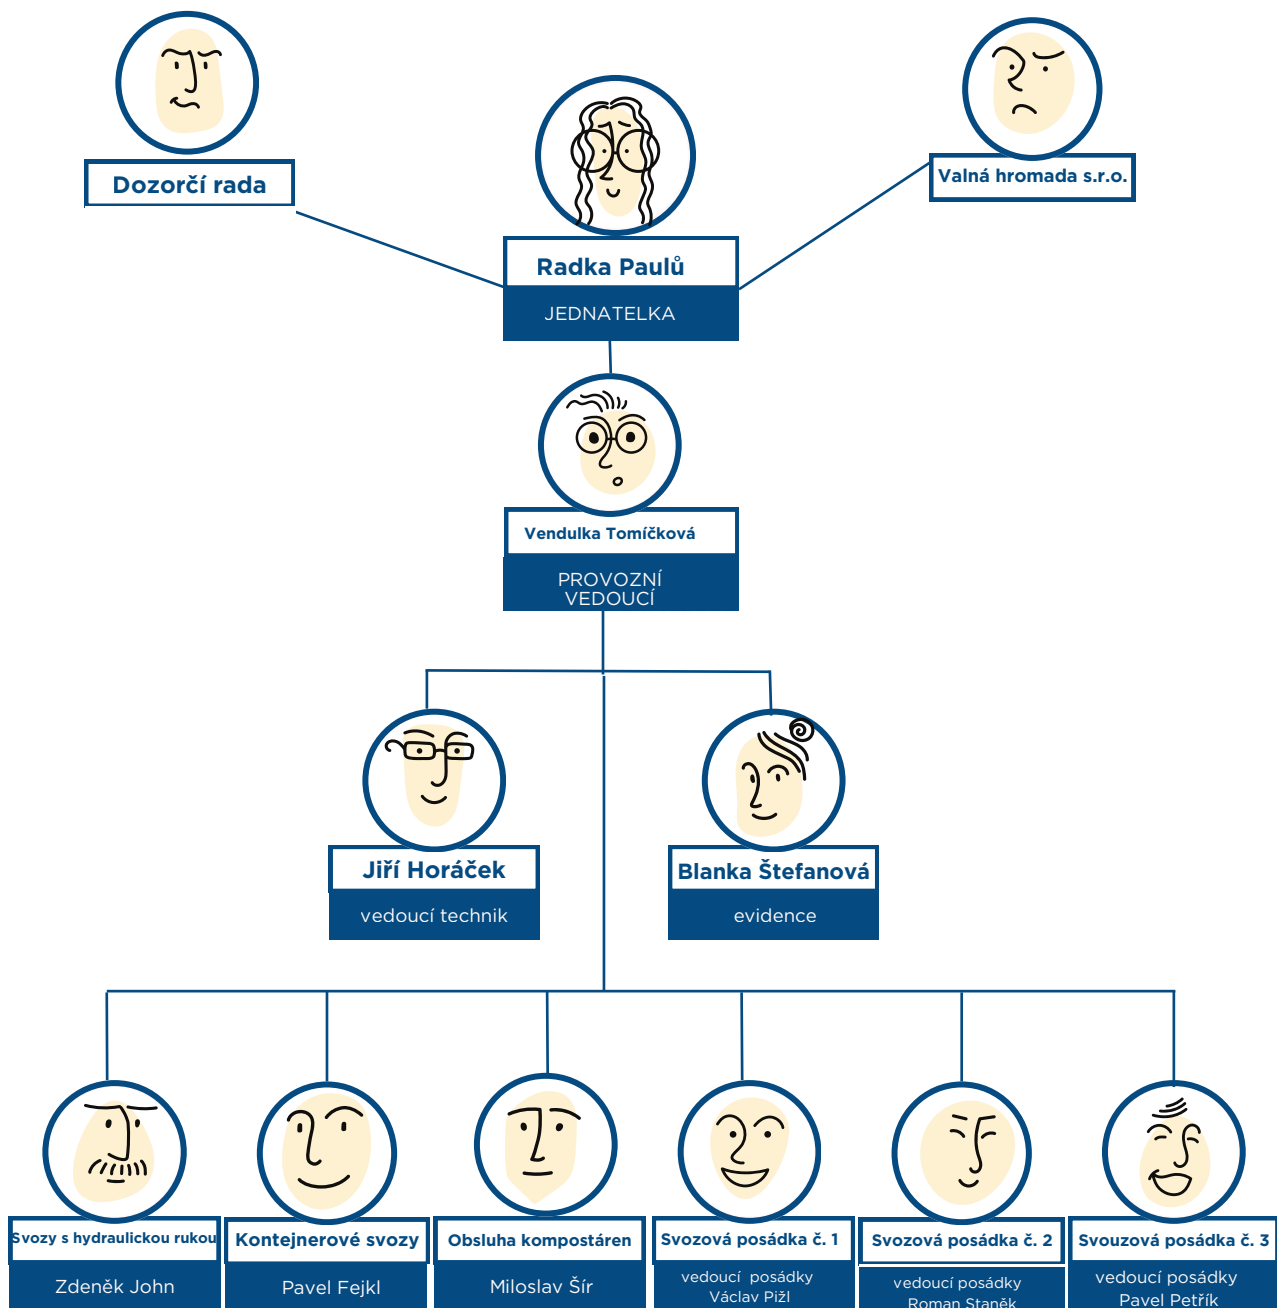 Dozorčí rada
Valná hromada s.r.o.
Radka Paulů
JEDNATELKA
Vendulka Tomíčková
PROVOZNÍ
VEDOUCÍ
Jiří Horáček
vedoucí technik
Blanka Štefanová
evidence
Svozy s hydraulickou rukou
Zdeněk John
Kontejnerové svozy
Pavel Fejkl
Obsluha kompostáren
Miloslav Šír
Svozová posádka č. 1
vedoucí posádky
Václav Pižl
Svozová posádka č. 2
vedoucí posádky
Roman Staněk
Svouzová posádka č. 3
vedoucí posádky
Pavel Petřík